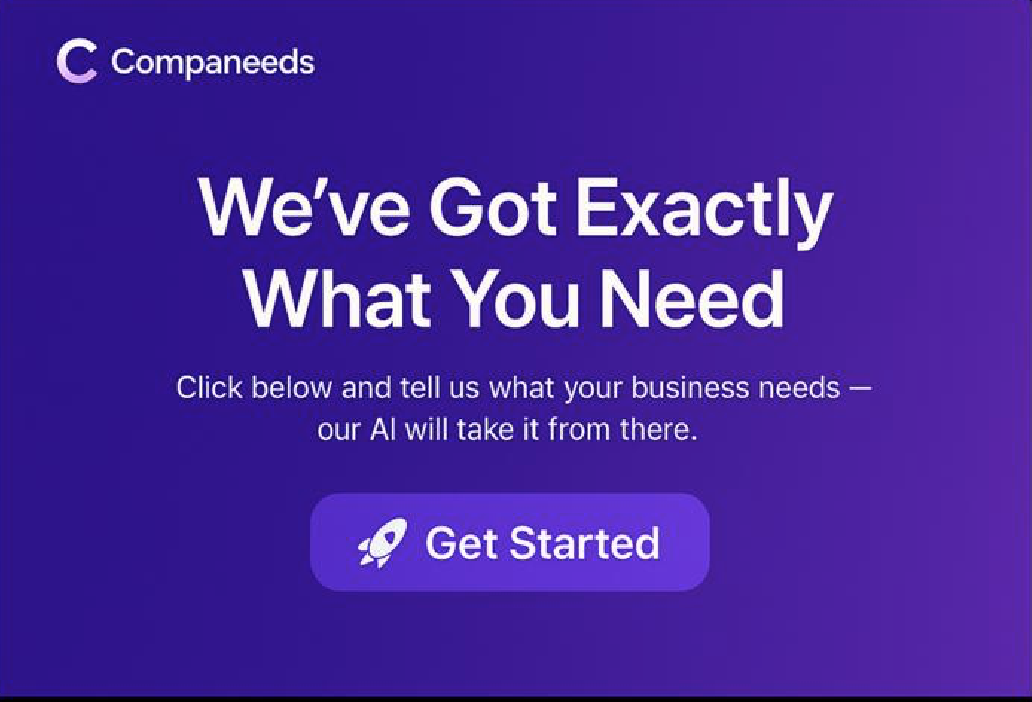 Companeeds
We’ve Got Exactly
What You Need
Click below and tell us what your business needs —
our AI will take it from there.
Get Started